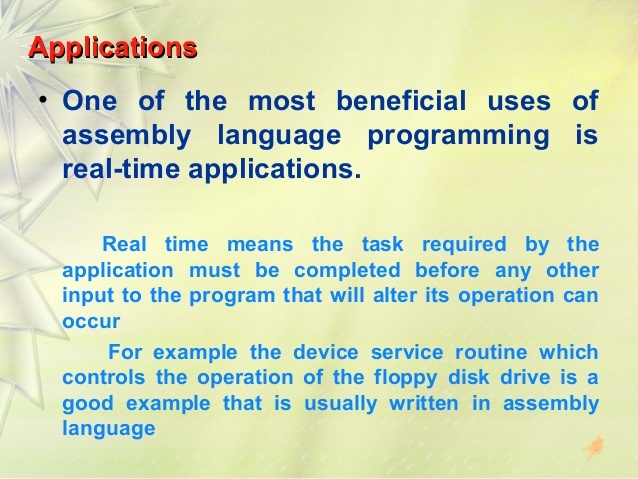 Applications
• One of the most beneficial uses of
assembly language programming is
real-time applications.
Real time means the task required by the
application must be completed before any other
input to the program that will alter its operation can
occur
For example the device service routine which
controls the operation of the floppy disk drive is a
good example that is usually written in assembly
language